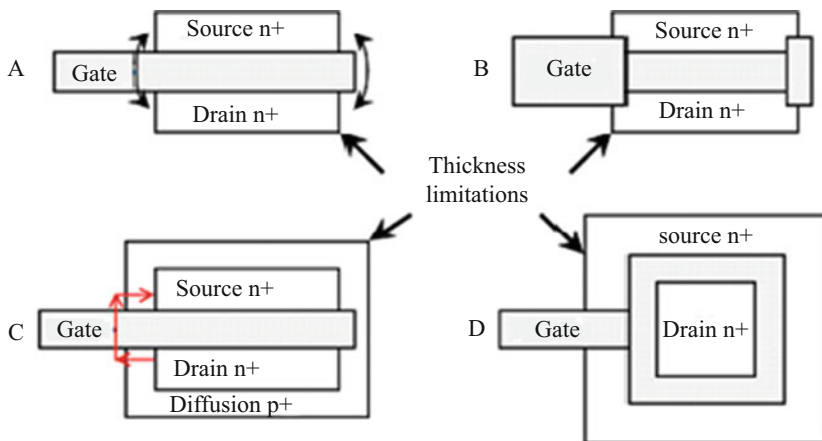 A
Source n+
Gate
Drain n+
B
Source n+
Gate
Drain n+
Thickness
limitations
C
Source n+
Gate
Drain n+
Diffusion p+
D
source n+
Gate
Drain n+